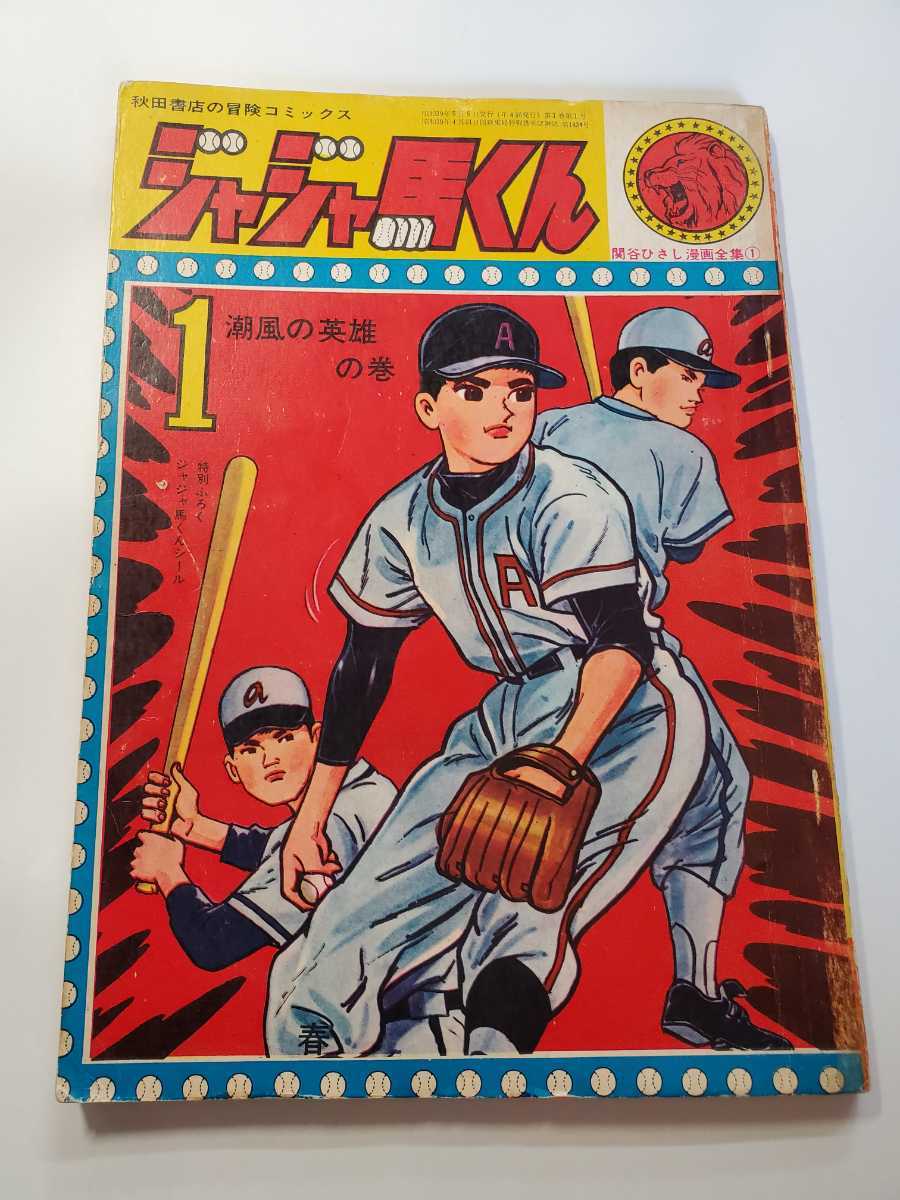 秋田書店の冒険コミックス
ジャジャ馬くん
関谷ひさし漫画全集①
1
潮風の英雄
の巻
特別ふろく
ジャジャ馬くんシール
A
a
A
a
春